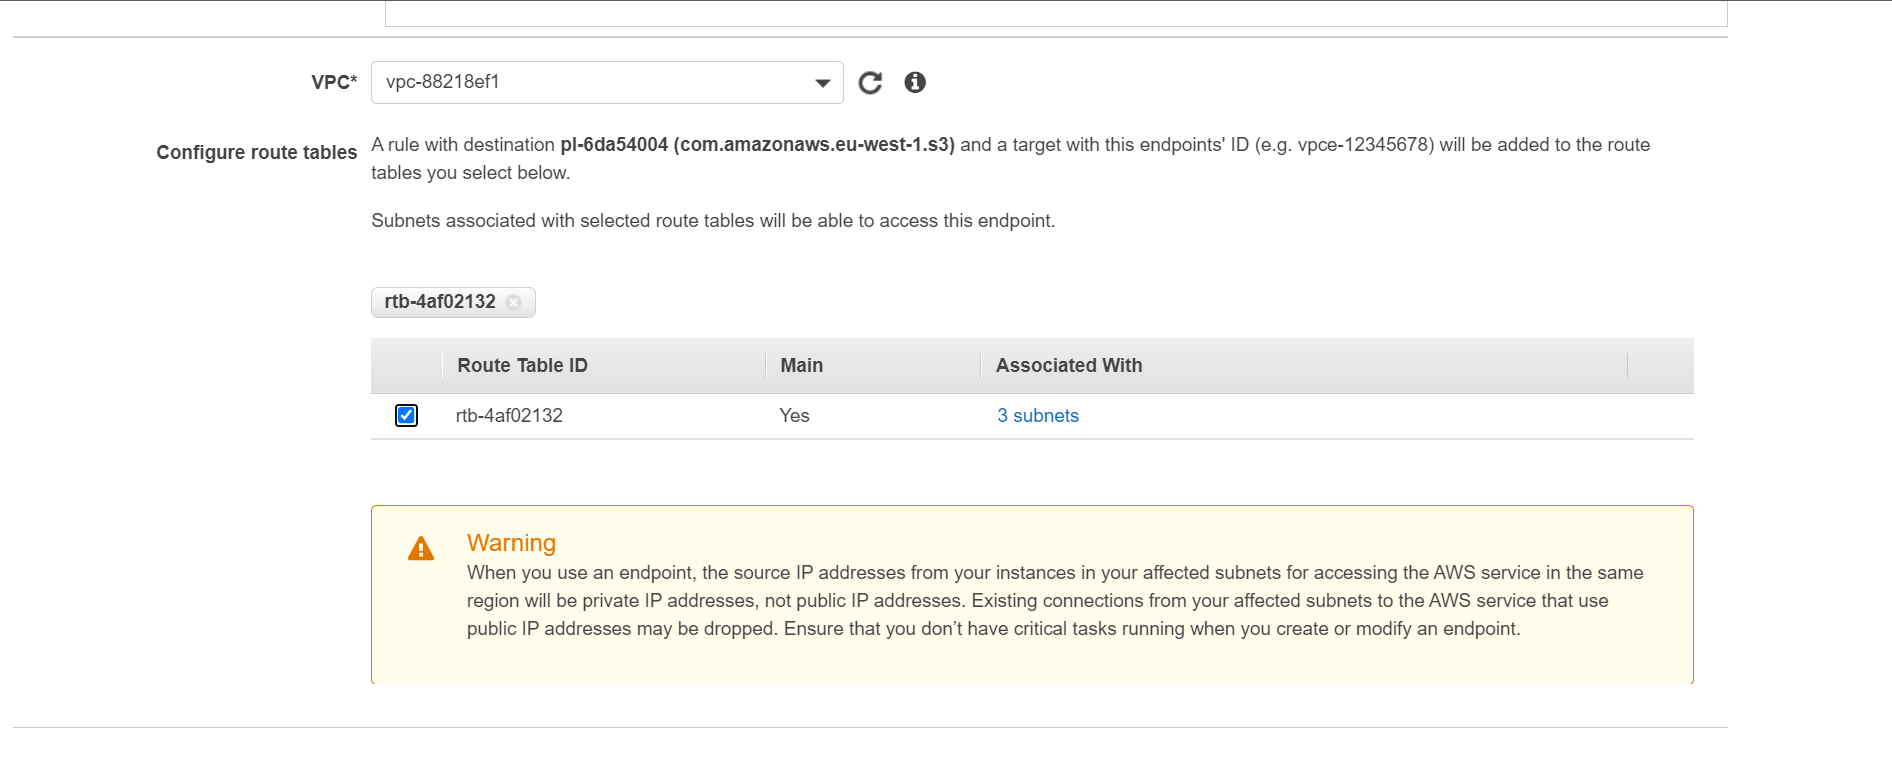 VPC* vpc-88218ef1
Configure route tables A rule with destination pl-6da54004 (com.amazonaws.eu-west-1.s3) and a target with this endpoints' ID (e.g. vpce-12345678) will be added to the route
tables you select below.
Subnets associated with selected route tables will be able to access this endpoint.
rtb-4af02132
Route Table ID Main Associated With
rtb-4af02132 Yes 3 subnets
Warning
When you use an endpoint, the source IP addresses from your instances in your affected subnets for accessing the AWS service in the same
region will be private IP addresses, not public IP addresses. Existing connections from your affected subnets to the AWS service that use
public IP addresses may be dropped. Ensure that you don’t have critical tasks running when you create or modify an endpoint.